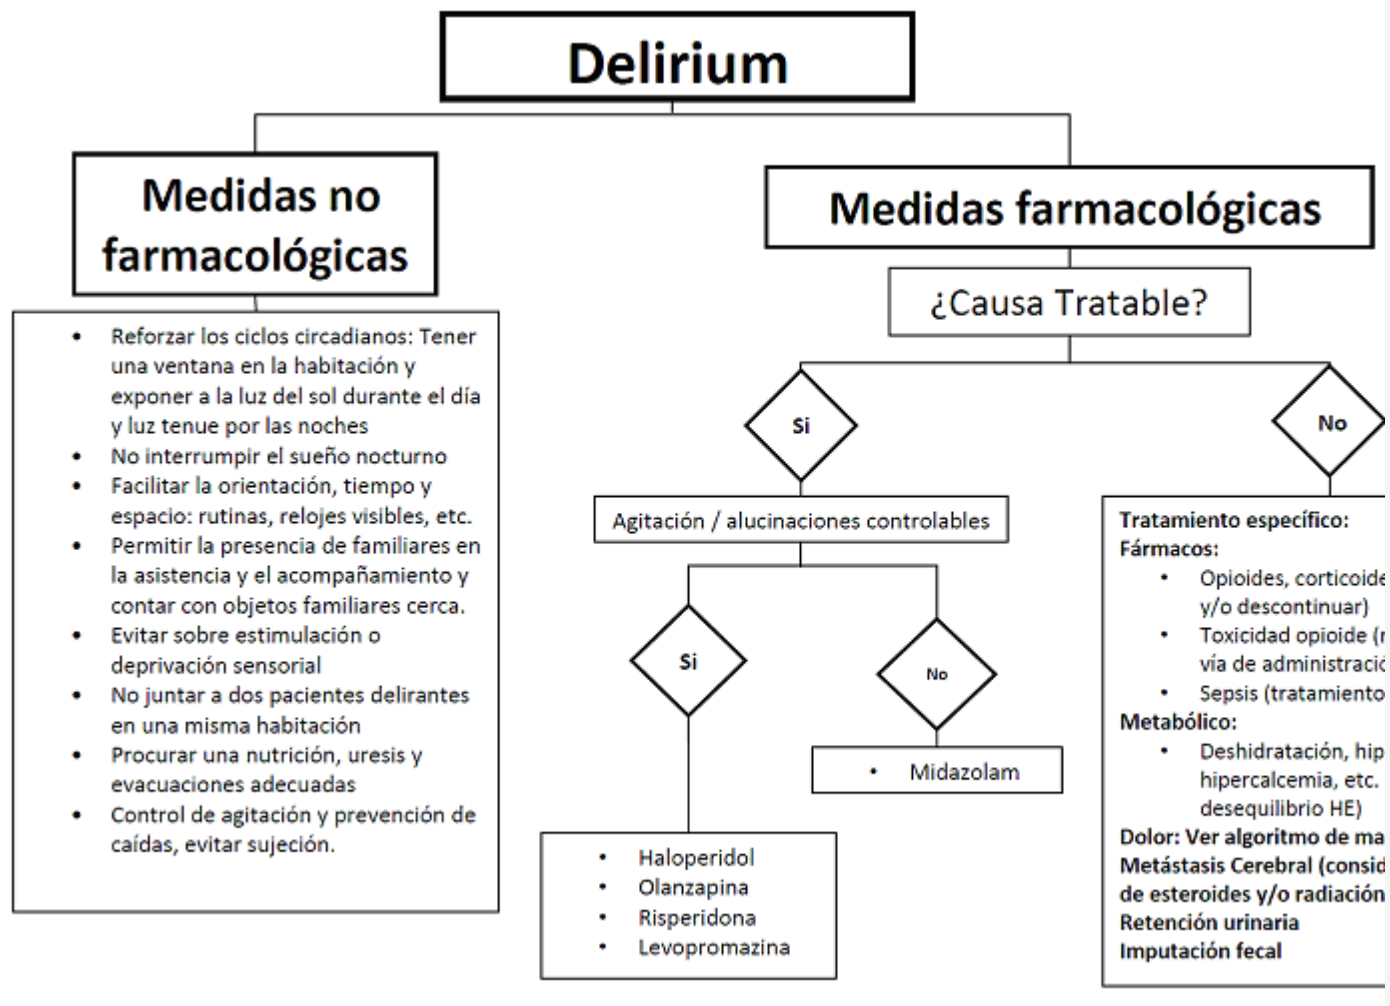 Delirium
Medidas no
farmacológicas
• Reforzar los ciclos circadianos: Tener
una ventana en la habitación y
exponer a la luz del sol durante el día
y luz tenue por las noches
• No interrumpir el sueño nocturno
• Facilitar la orientación, tiempo y
espacio: rutinas, relojes visibles, etc.
• Permitir la presencia de familiares en
la asistencia y el acompañamiento y
contar con objetos familiares cerca.
• Evitar sobre estimulación o
deprivación sensorial
• No juntar a dos pacientes delirantes
en una misma habitación
• Procurar una nutrición, uresis y
evacuaciones adecuadas
• Control de agitación y prevención de
caídas, evitar sujeción.
Medidas farmacológicas
¿Causa Tratable?
Si
Agitación / alucinaciones controlables
Si
• Haloperidol
• Olanzapina
• Risperidona
• Levopromazina
No
• Midazolam
No
Tratamiento específico:
Fármacos:
• Opioides,
y/o descontinuar)
• Toxicidad opioide
vía de
• Sepsis (tratamiento
Metabólico:
• Deshidratación,
hipercalcemia, etc.
desequilibrio HE)
Dolor: Ver algoritmo de
Metástasis Cerebral
de esteroides y/o radiación
Retención urinaria
Imputación fecal